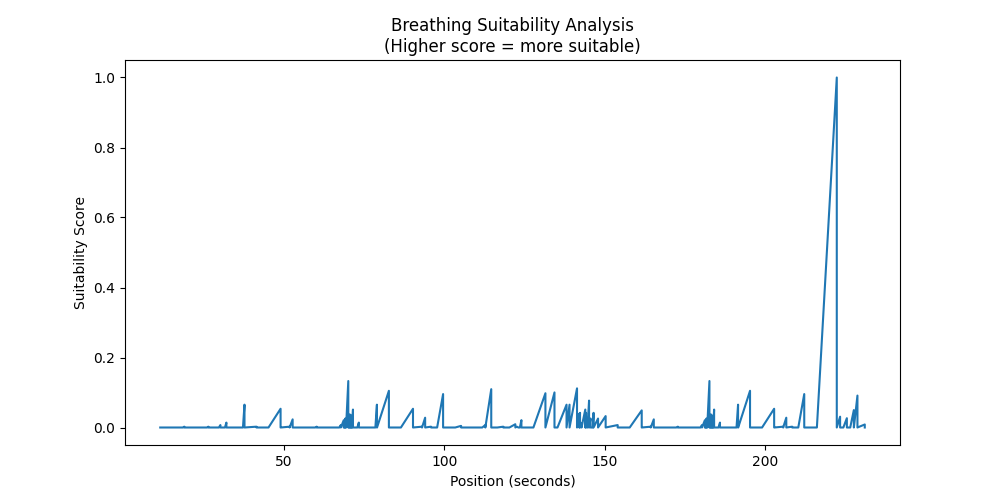 Breathing Suitability Analysis
(Higher score = more suitable)
1.0
0.8
0.6
0.4
0.2
0.0
Suitability Score
50
100
150
200
Position (seconds)